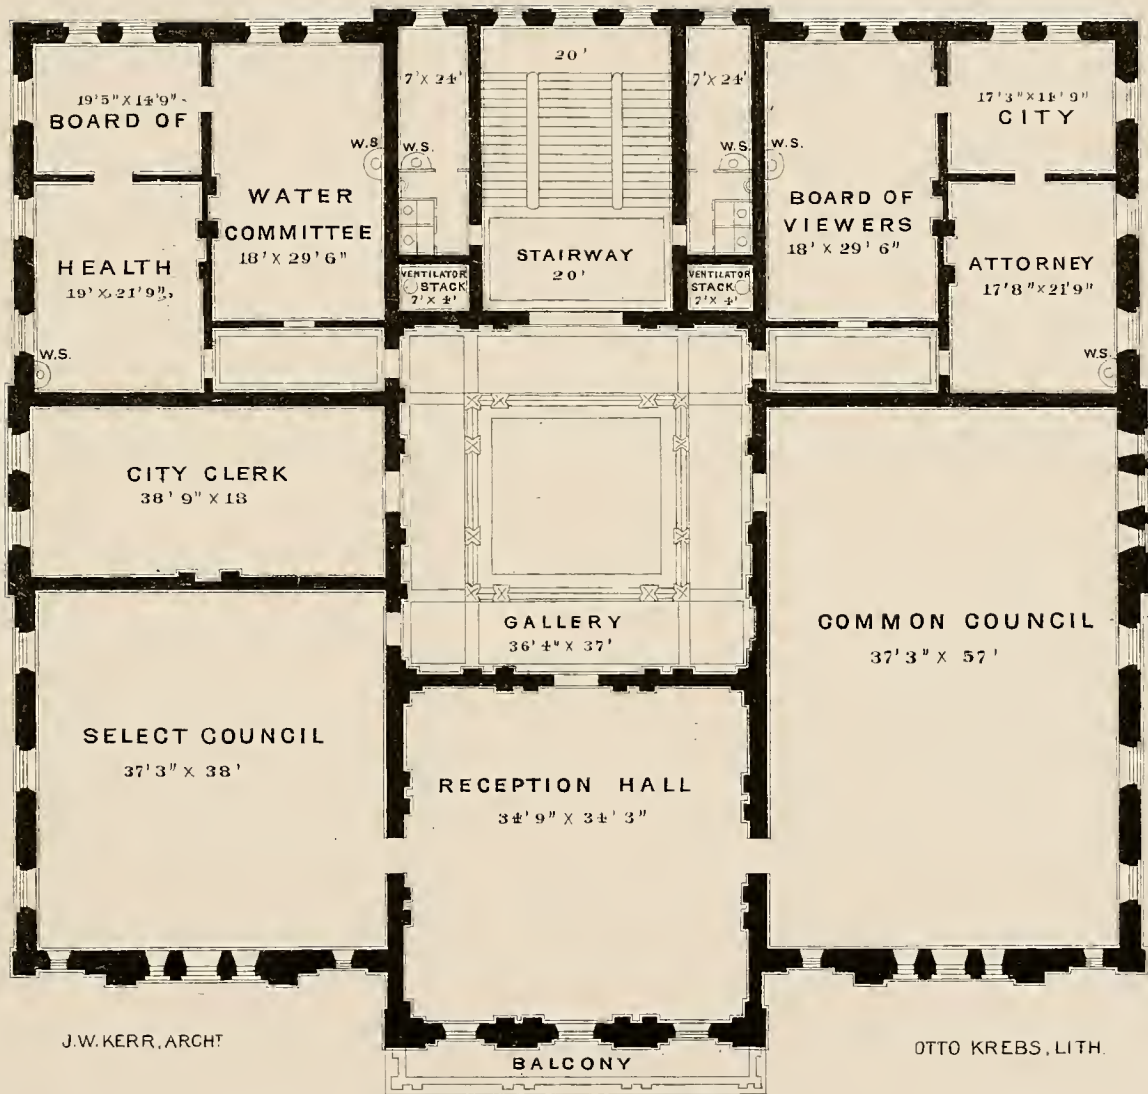 20'
7' X 24'
7' X 24'
19'5" X 14'9"
BOARD OF
17'3" X 14'9"
CITY
W.S.
W.S.
W.S.
W.S.
WATER
COMMITTEE
18' X 29' 6"
BOARD OF
VIEWERS
18' X 29' 6"
HEALTH
19' X 21'9"
STAIRWAY
20'
ATTORNEY
17'8" X 21'9"
VENTILATOR
STACK
7' X 4'
VENTILATOR
STACK
7' X 4'
W.S.
W.S.
CITY CLERK
38' 9" X 18
GALLERY
36'4" X 37'
COMMON COUNCIL
37'3" X 57'
SELECT COUNCIL
37'3" X 38'
RECEPTION HALL
34'9" X 34'3"
J.W. KERR, ARCHT
OTTO KREBS, LITH.
BALCONY